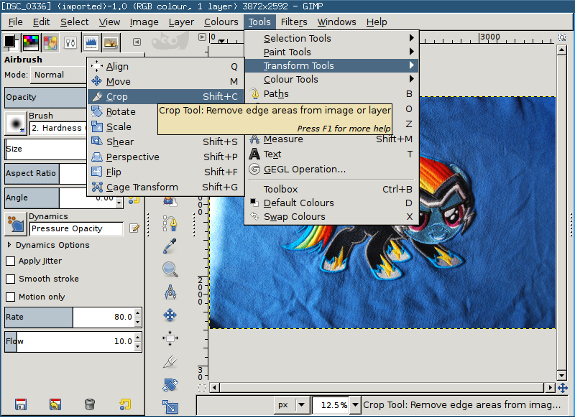 [DSC_0336] (imported)-1.0 (RGB colour, 1 layer) 3872x2592 – GIMP
File Edit Select View Image Layer Colours Tools Filters Windows Help
Airbrush
Mode: Normal
Opacity
Brush
2. Hardness
Size
Aspect Ratio
Angle 0.00
Dynamics
Pressure Opacity
Dynamics Options
Apply Jitter
Smooth stroke
Motion only
Rate 80.0
Flow 10.0
Align Q
Move M
Crop Shift+C
Rotate
Scale
Shear Shift+S
Perspective Shift+P
Flip Shift+F
Cage Transform Shift+G
Selection Tools
Paint Tools
Transform Tools
Colour Tools
Paths B
O
Z
Measure Shift+M
Text T
GEGL Operation...
Toolbox Ctrl+B
Default Colours D
Swap Colours X
Crop Tool: Remove edge areas from image or layer
Press F1 for more help
0
3000
2000
px 12.5% Crop Tool: Remove edge areas from imag...